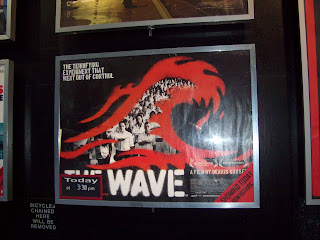 THE TERRIFYING
EXPERIMENT THAT
WENT OUT OF CONTROL
THE WAVE
A FILM BY DENNIS GANSEL
Today
at 3:30 pm
BICYCLES
CHAINED
HERE
WILL BE
REMOVED